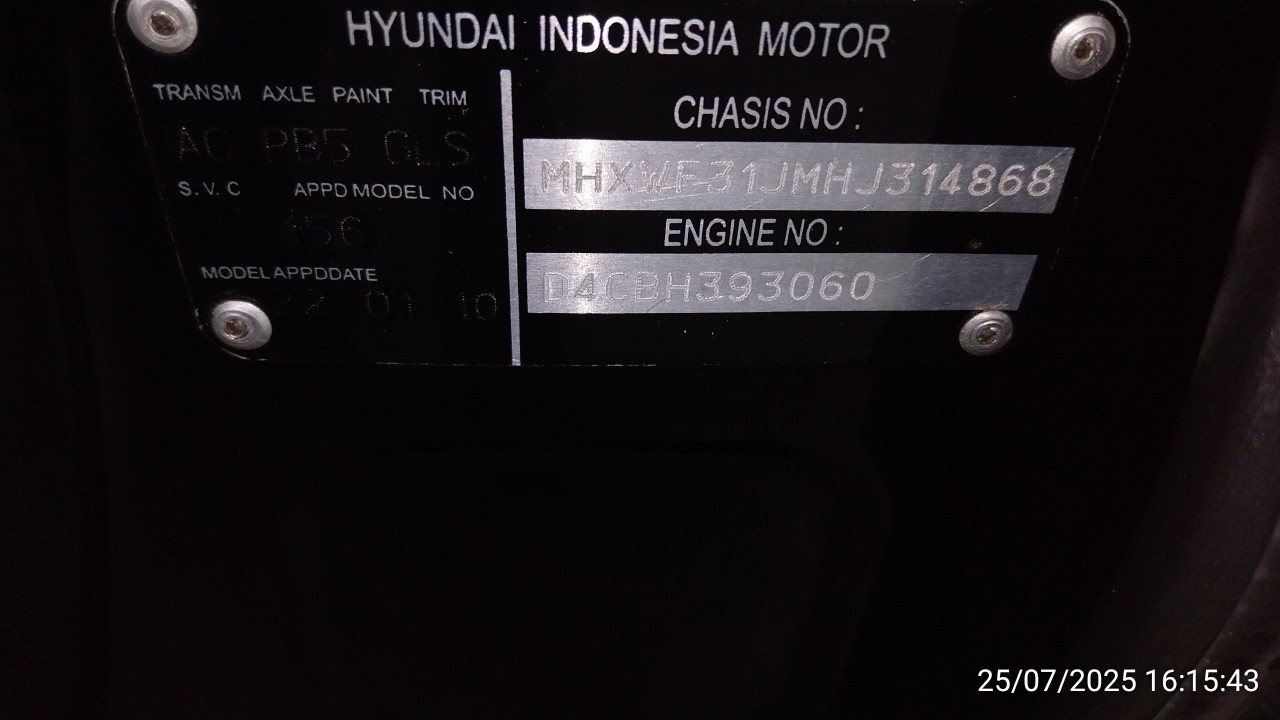 HYUNDAI INDONESIA MOTOR
TRANSM AXLE PAINT TRIM
AG PB5 GLS
S.V.C APPD MODEL NO
156
MODEL APPD DATE
22 01 10
CHASIS NO :
MHXWF31JMHJ314868
ENGINE NO :
D4CBH393060
25/07/2025 16:15:43